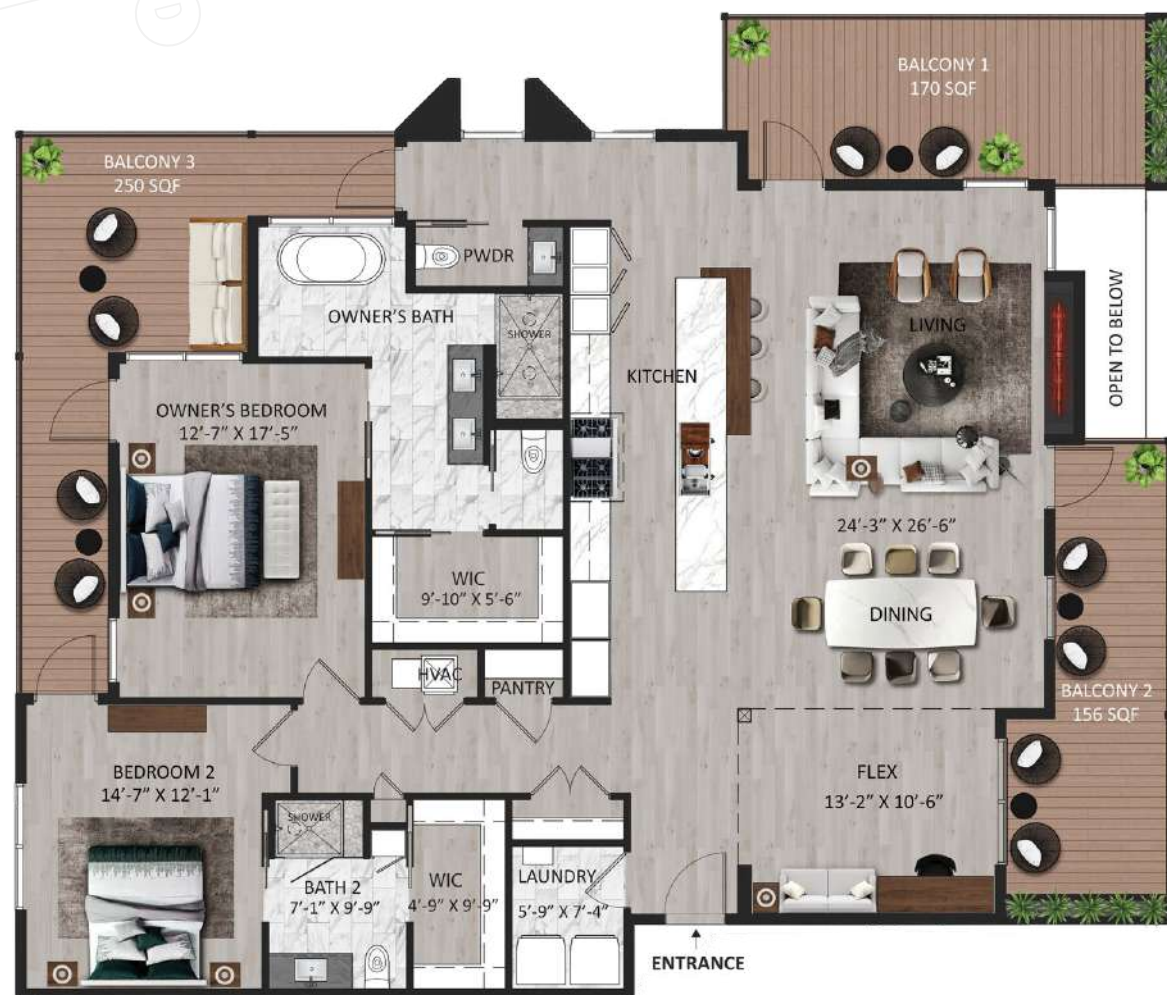 BALCONY 1
170 SQF
BALCONY 3
250 SQF
PWDR
OWNER'S BATH
SHOWER
LIVING
OPEN TO BELOW
KITCHEN
OWNER'S BEDROOM
12'-7" X 17'-5"
24'-3" X 26'-6"
WIC
9'-10" X 5'-6"
DINING
HVAC
PANTRY
BALCONY 2
156 SQF
BEDROOM 2
14'-7" X 12'-1"
FLEX
13'-2" X 10'-6"
SHOWER
BATH 2
7'-1" X 9'-9"
WIC
4'-9" X 9'-9"
LAUNDRY
5'-9" X 7'-4"
ENTRANCE